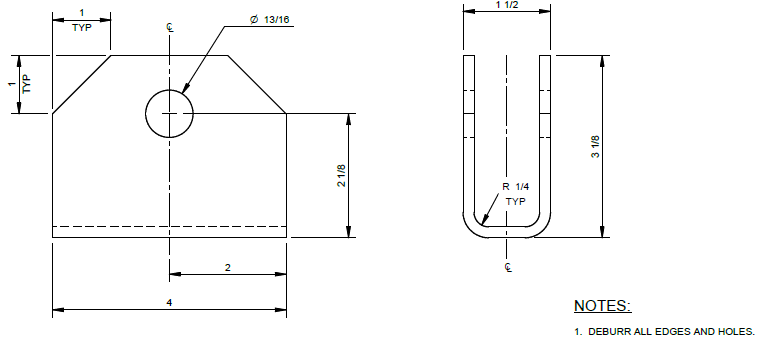 1
TYP
℄
Ø 13/16
1 1/2
1
TYP
2 1/8
3 1/8
R 1/4
TYP
2
℄
4
NOTES:
1. DEBURR ALL EDGES AND HOLES.